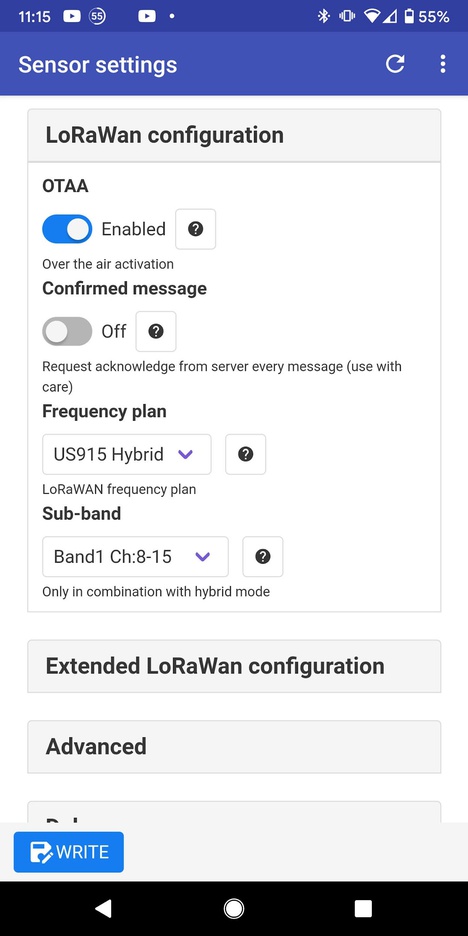 11:15 55 55%
Sensor settings
LoRaWan configuration
OTAA
Enabled ?
Over the air activation
Confirmed message
Off ?
Request acknowledge from server every message (use with
care)
Frequency plan
US915 Hybrid ?
LoRaWAN frequency plan
Sub-band
Band1 Ch:8-15 ?
Only in combination with hybrid mode
Extended LoRaWan configuration
Advanced
WRITE